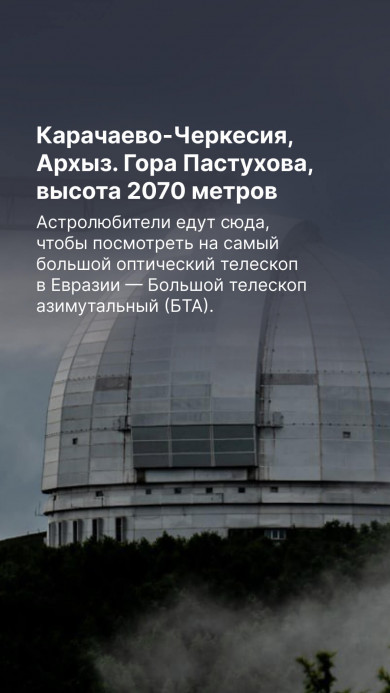 Карачаево-Черкесия,
Архыз. Гора Пастухова,
высота 2070 метров
Астролюбители едут сюда,
чтобы посмотреть на самый
большой оптический телескоп
в Евразии — Большой телескоп
азимутальный (БТА).